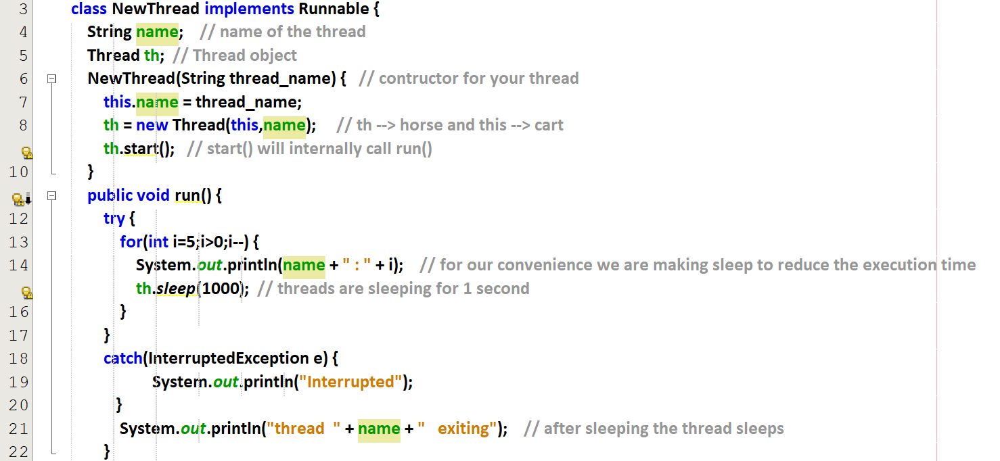 3 class NewThread implements Runnable {
4 String name; // name of the thread
5 Thread th; // Thread object
6 NewThread(String thread_name) { // contructor for your thread
7 this.name = thread_name;
8 th = new Thread(this,name); // th --> horse and this --> cart
th.start(); // start() will internally call run()
10 }
public void run() {
12 try {
13 for(int i=5;i>0;i--) {
14 System.out.println(name + " : " + i); // for our convenience we are making sleep to reduce the execution time
th.sleep(1000); // threads are sleeping for 1 second
16 }
17 }
18 catch(InterruptedException e) {
19 System.out.println("Interrupted");
20 }
21 System.out.println("thread " + name + " exiting"); // after sleeping the thread sleeps
22 }